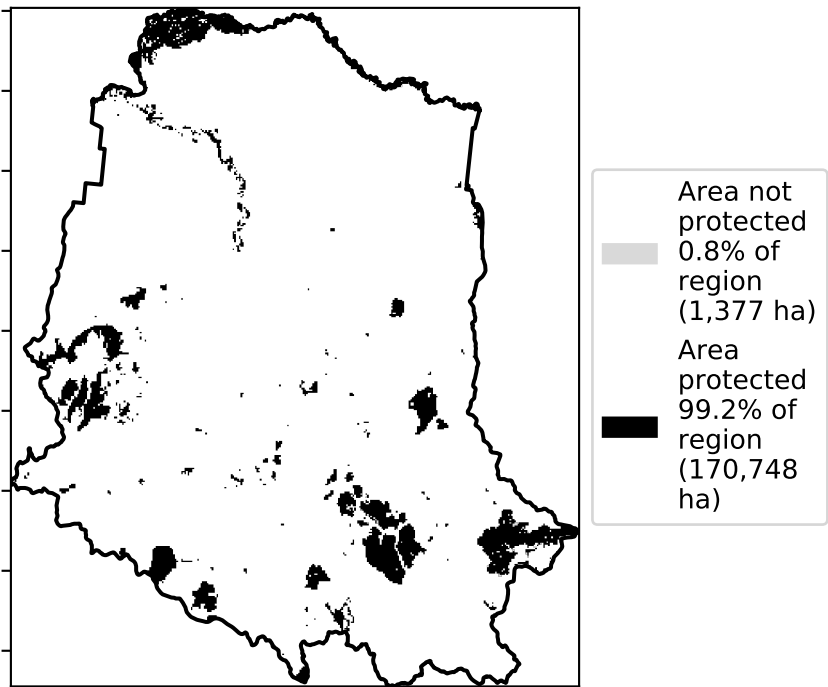 Area not
protected
0.8% of
region
(1,377 ha)
Area
protected
99.2% of
region
(170,748
ha)